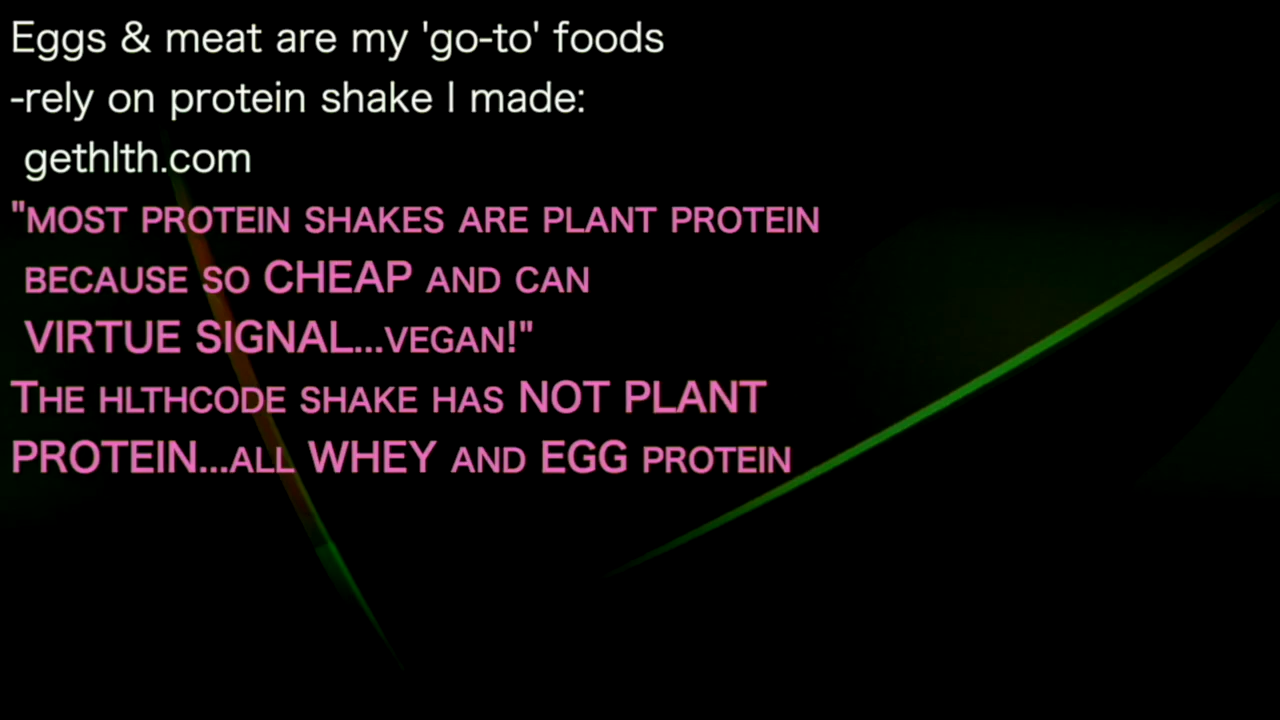 Eggs & meat are my 'go-to' foods
-rely on protein shake I made:
gethlth.com
"MOST PROTEIN SHAKES ARE PLANT PROTEIN
BECAUSE SO CHEAP AND CAN
VIRTUE SIGNAL...VEGAN!"
THE HLTHCODE SHAKE HAS NOT PLANT
PROTEIN...ALL WHEY AND EGG PROTEIN